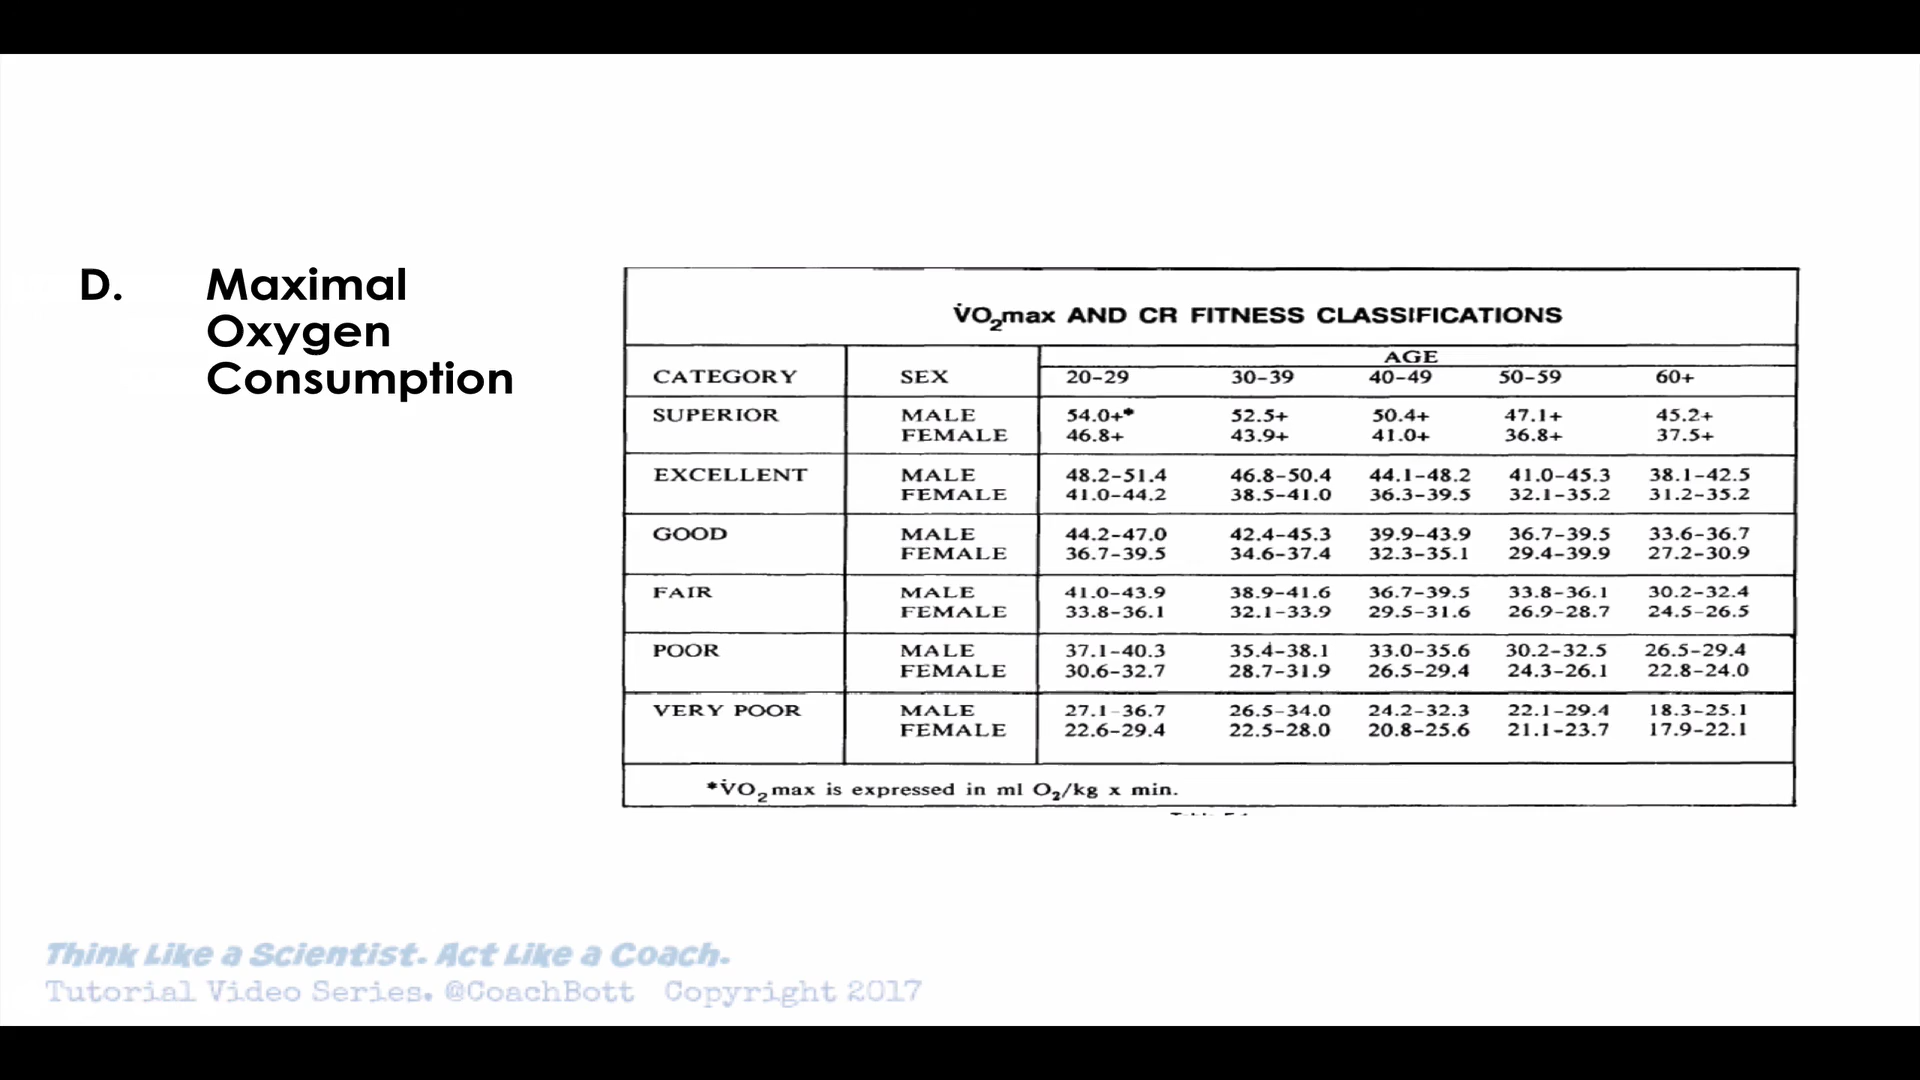 D. Maximal
Oxygen
Consumption
V̇O2max AND CR FITNESS CLASSIFICATIONS
AGE
CATEGORY SEX 20-29 30-39 40-49 50-59 60+
SUPERIOR MALE 54.0+* 52.5+ 50.4+ 47.1+ 45.2+
FEMALE 46.8+ 43.9+ 41.0+ 36.8+ 37.5+
EXCELLENT MALE 48.2-51.4 46.8-50.4 44.1-48.2 41.0-45.3 38.1-42.5
FEMALE 41.0-44.2 38.5-41.0 36.3-39.5 32.1-35.2 31.2-35.2
GOOD MALE 44.2-47.0 42.4-45.3 39.9-43.9 36.7-39.5 33.6-36.7
FEMALE 36.7-39.5 34.6-37.4 32.3-35.1 29.4-39.9 27.2-30.9
FAIR MALE 41.0-43.9 38.9-41.6 36.7-39.5 33.8-36.1 30.2-32.4
FEMALE 33.8-36.1 32.1-33.9 29.5-31.6 26.9-28.7 24.5-26.5
POOR MALE 37.1-40.3 35.4-38.1 33.0-35.6 30.2-32.5 26.5-29.4
FEMALE 30.6-32.7 28.7-31.9 26.5-29.4 24.3-26.1 22.8-24.0
VERY POOR MALE 27.1-36.7 26.5-34.0 24.2-32.3 22.1-29.4 18.3-25.1
FEMALE 22.6-29.4 22.5-28.0 20.8-25.6 21.1-23.7 17.9-22.1
*V̇O2max is expressed in ml O2/kg x min.
Think Like a Scientist. Act Like a Coach.
Tutorial Video Series. @CoachBott Copyright 2017